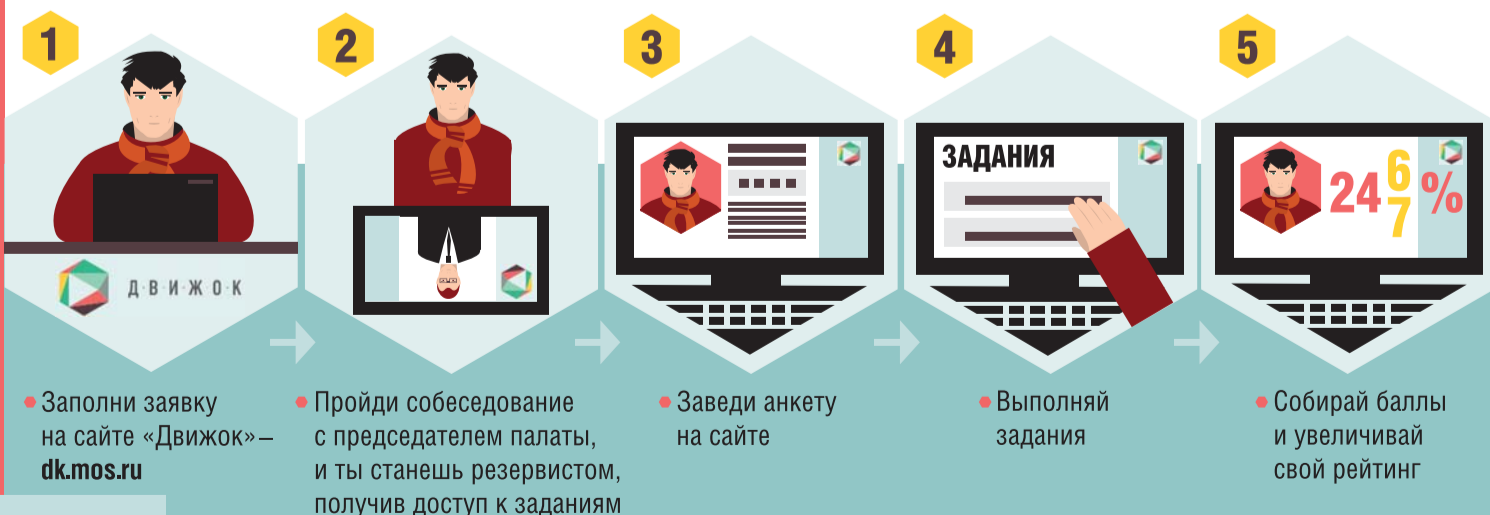 1
2
3
4
5
ЗАДАНИЯ
24 6 %
7
Д·В·И·Ж·О·К
Заполни заявку
на сайте «Движок» –
dk.mos.ru
Пройди собеседование
с председателем палаты,
и ты станешь резервистом,
получив доступ к заданиям
Заведи анкету
на сайте
Выполняй
задания
Собирай баллы
и увеличивай
свой рейтинг